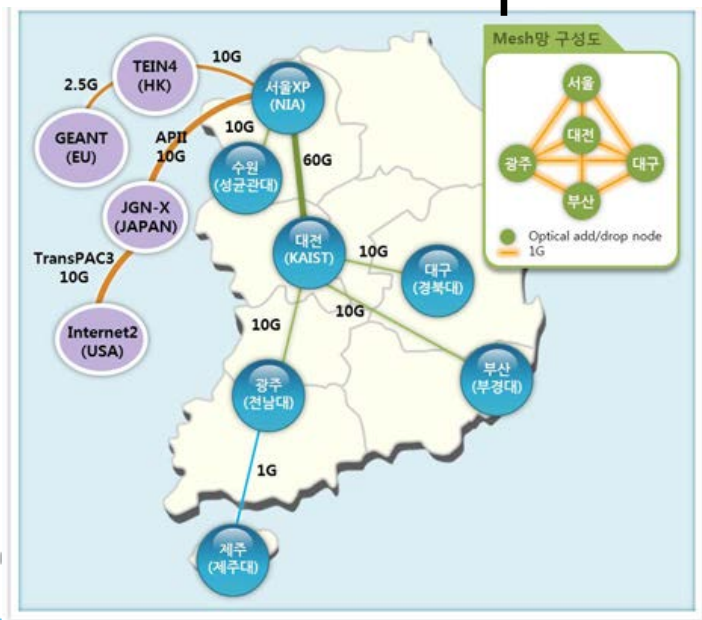 Mesh망 구성도
서울
대전
광주
대구
부산
Optical add/drop node
1G
TEIN4
(HK)
10G
2.5G
GEANT
(EU)
서울XP
(NIA)
APII
10G
10G
수원
(성균관대)
60G
JGN-X
(JAPAN)
대전
(KAIST)
10G
대구
(경북대)
TransPAC3
10G
Internet2
(USA)
10G
10G
광주
(전남대)
부산
(부경대)
1G
제주
(제주대)